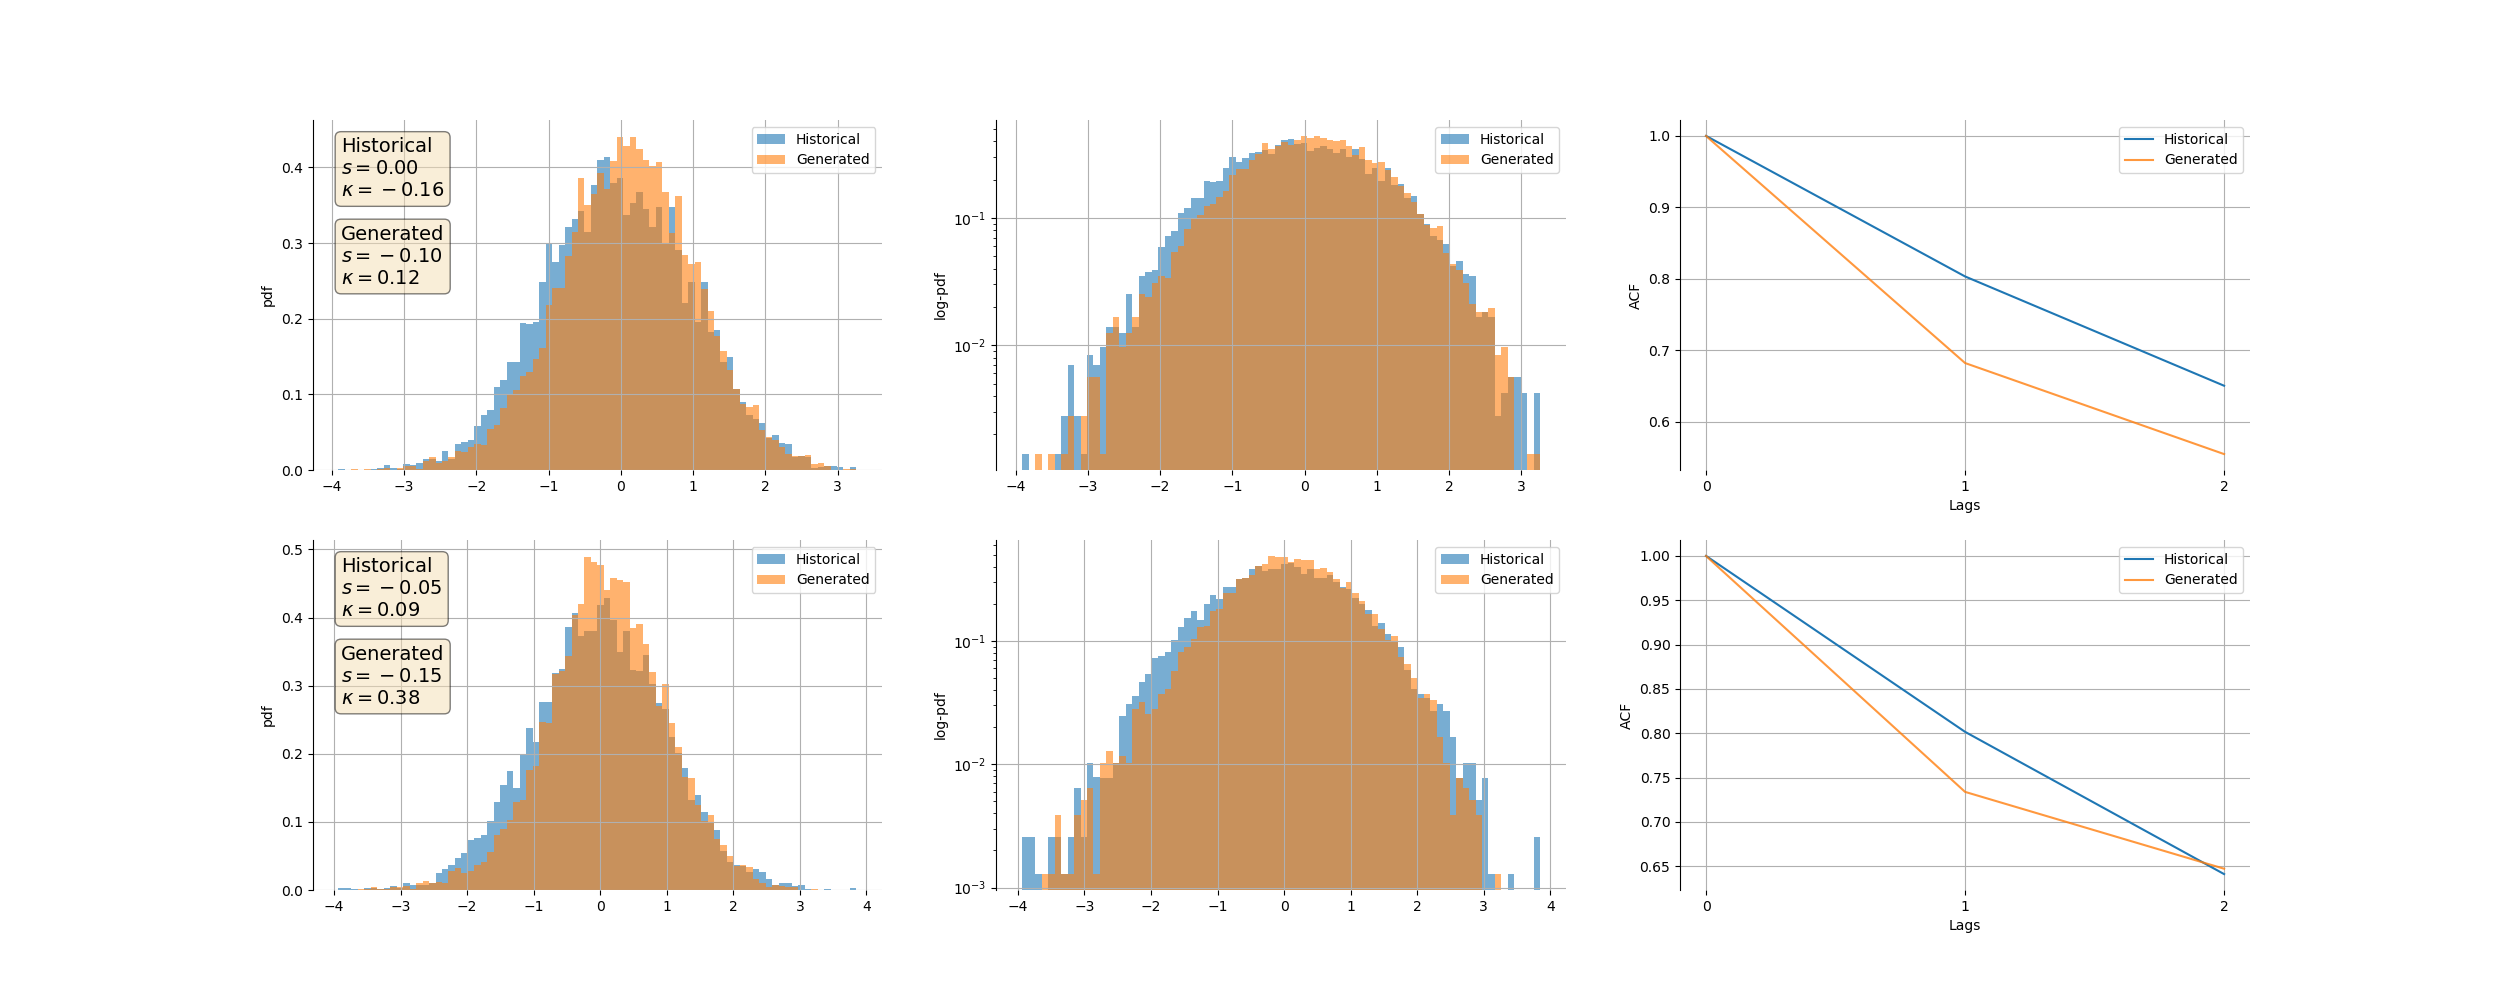 Historical
s = 0.00
κ = −0.16
Generated
s = −0.10
κ = 0.12
Historical
Generated
pdf
0.4
0.3
0.2
0.1
0.0
−4 −3 −2 −1 0 1 2 3
Historical
Generated
log-pdf
10⁻¹
10⁻²
−4 −3 −2 −1 0 1 2 3
Historical
Generated
ACF
1.0
0.9
0.8
0.7
0.6
0 1 2
Lags
Historical
s = −0.05
κ = 0.09
Generated
s = −0.15
κ = 0.38
Historical
Generated
pdf
0.5
0.4
0.3
0.2
0.1
0.0
−4 −3 −2 −1 0 1 2 3 4
Historical
Generated
log-pdf
10⁻¹
10⁻²
10⁻³
−4 −3 −2 −1 0 1 2 3 4
Historical
Generated
ACF
1.00
0.95
0.90
0.85
0.80
0.75
0.70
0.65
0 1 2
Lags